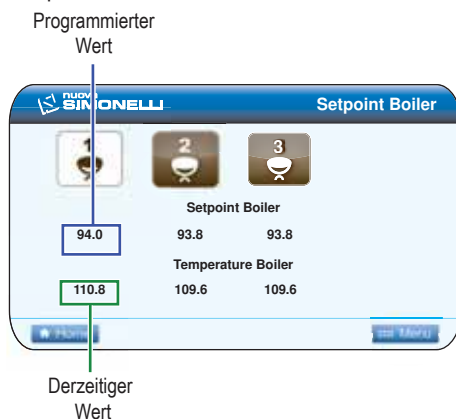 Programmierter
Wert
nuova
SIMONELLI
Setpoint Boiler
1 2 3
Setpoint Boiler
94.0 93.8 93.8
Temperature Boiler
110.8 109.6 109.6
Home Menu
Derzeitiger
Wert